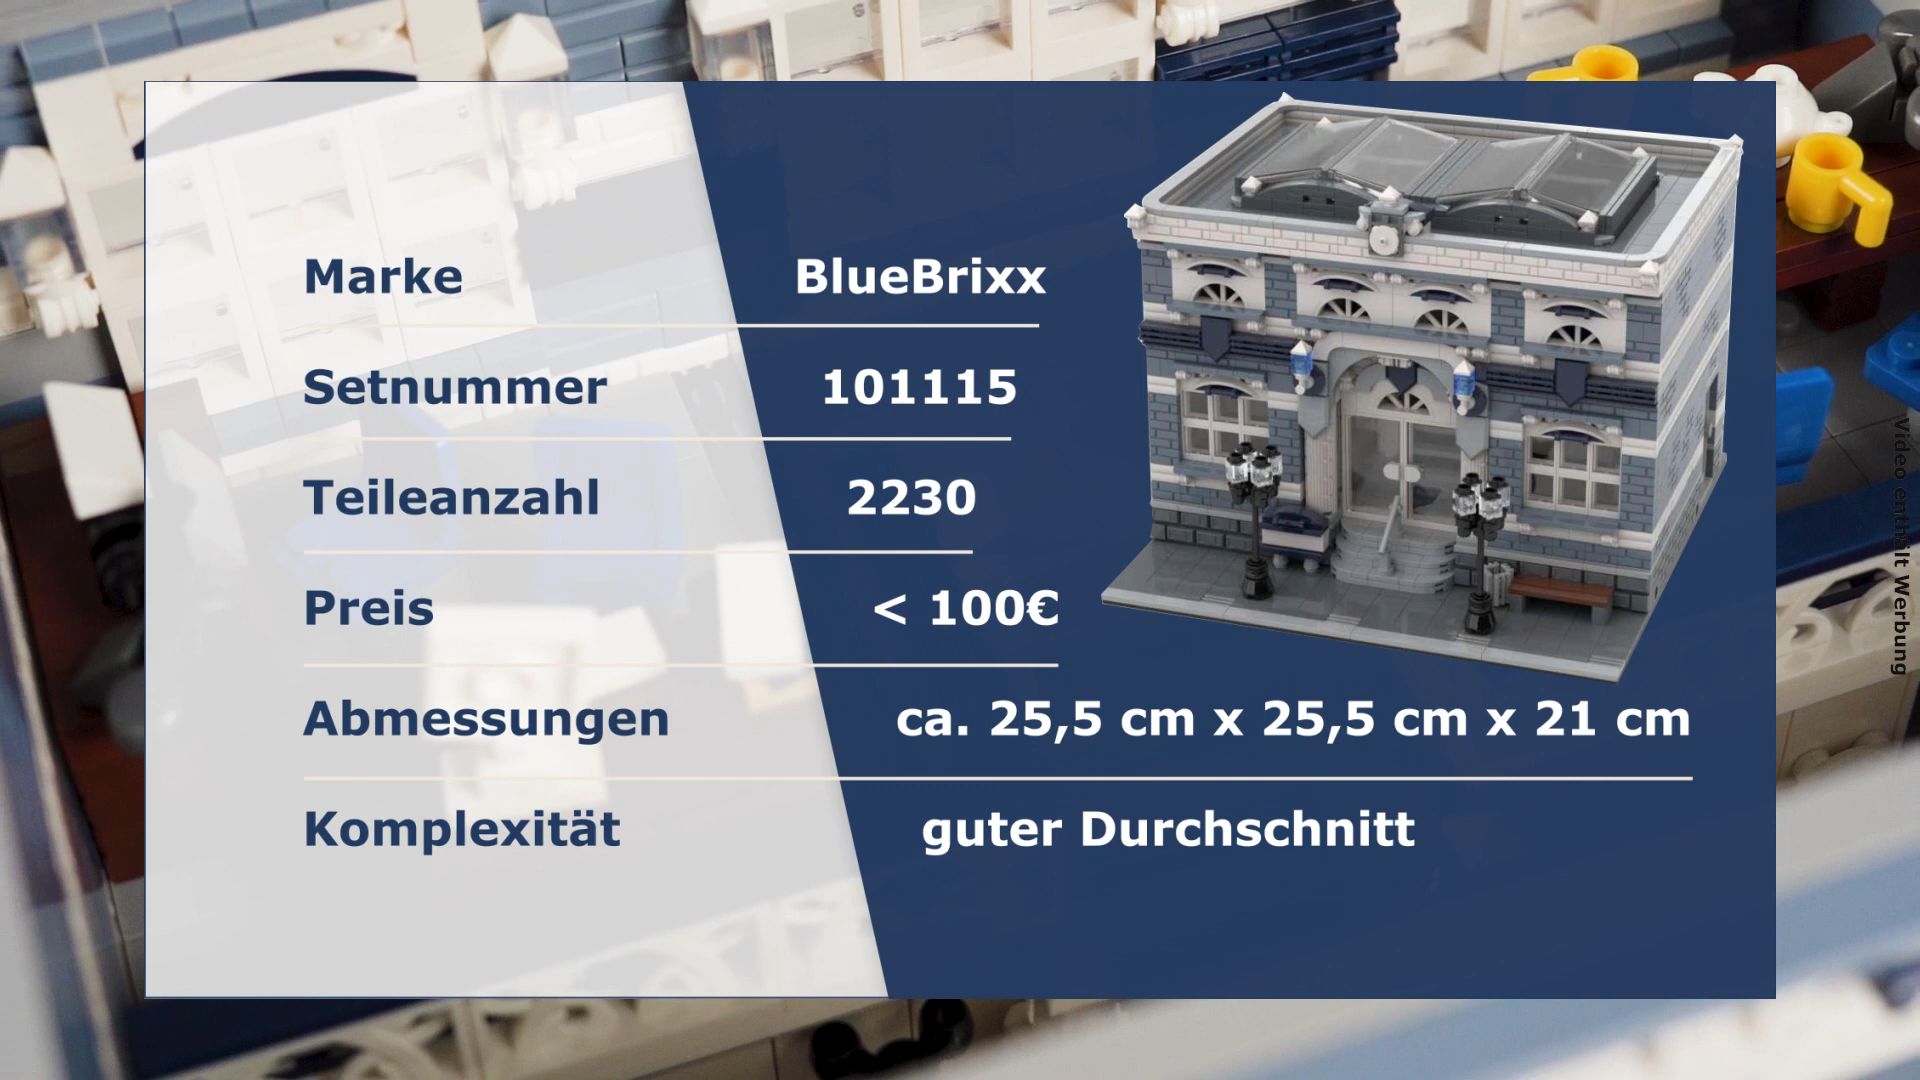 Marke BlueBrixx
Setnummer 101115
Teileanzahl 2230
Preis < 100€
Abmessungen ca. 25,5 cm x 25,5 cm x 21 cm
Komplexität guter Durchschnitt
Video enthält Werbung